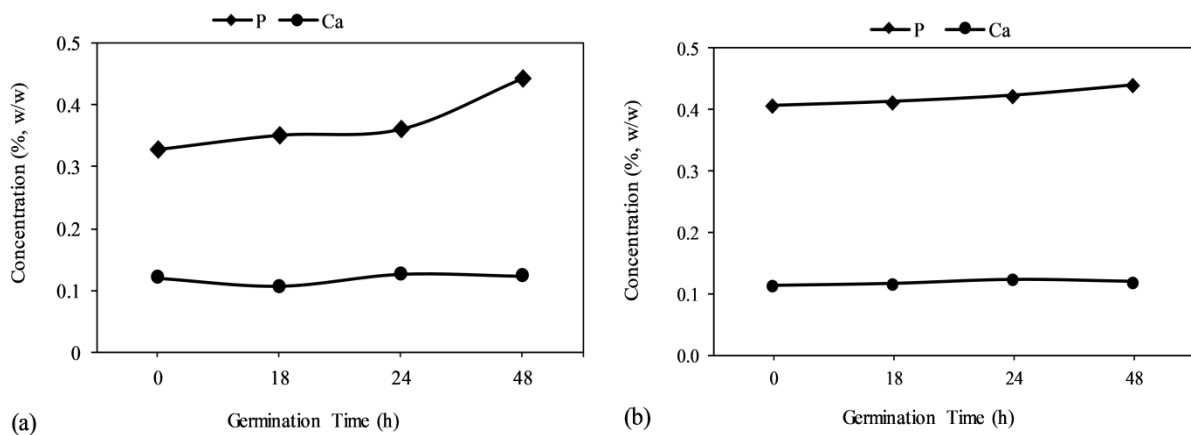 P Ca
0.5
0.4
0.3
0.2
0.1
0
Concentration (%, w/w)
0 18 24 48
Germination Time (h)
(a)
P Ca
0.5
0.4
0.3
0.2
0.1
0.0
Concentration (%, w/w)
0 18 24 48
Germination Time (h)
(b)